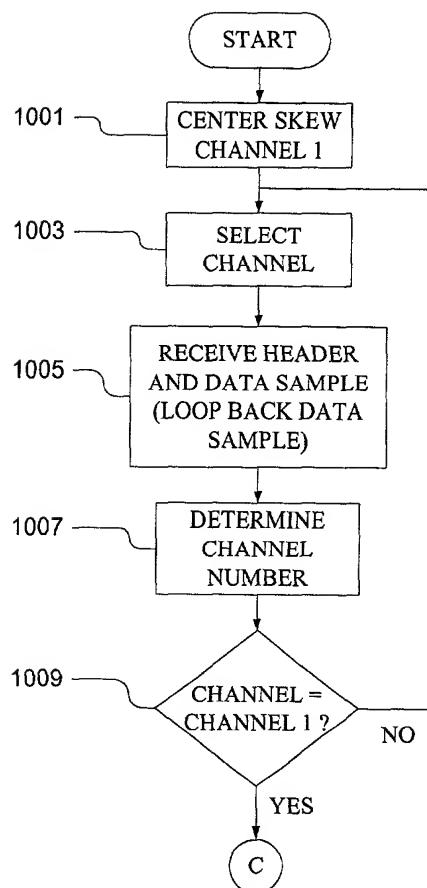 START
1001
CENTER SKEW
CHANNEL 1
1003
SELECT
CHANNEL
1005
RECEIVE HEADER
AND DATA SAMPLE
(LOOP BACK DATA
SAMPLE)
1007
DETERMINE
CHANNEL
NUMBER
1009
CHANNEL =
CHANNEL 1 ?
NO
YES
C